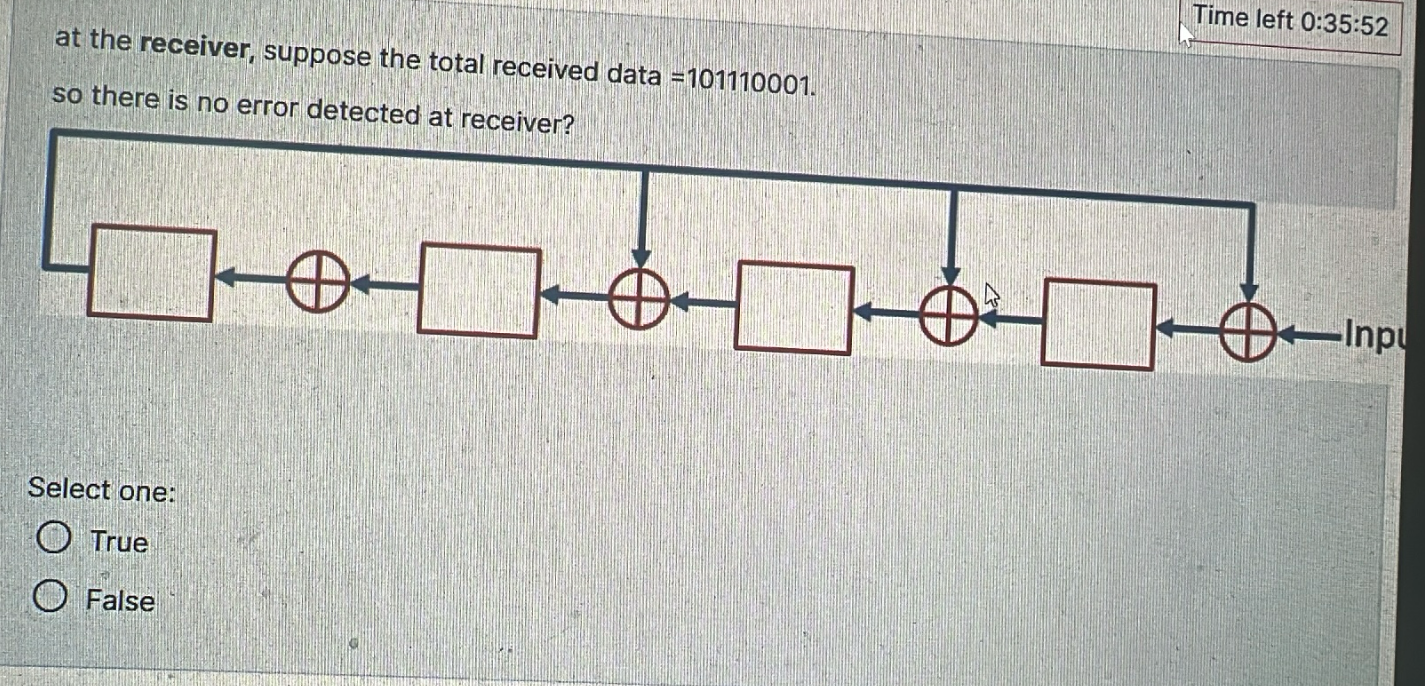 Time left 0:35:52
at the receiver, suppose the total received data =101110001.
so there is no error detected at receiver?
Inpu
Select one:
True
False